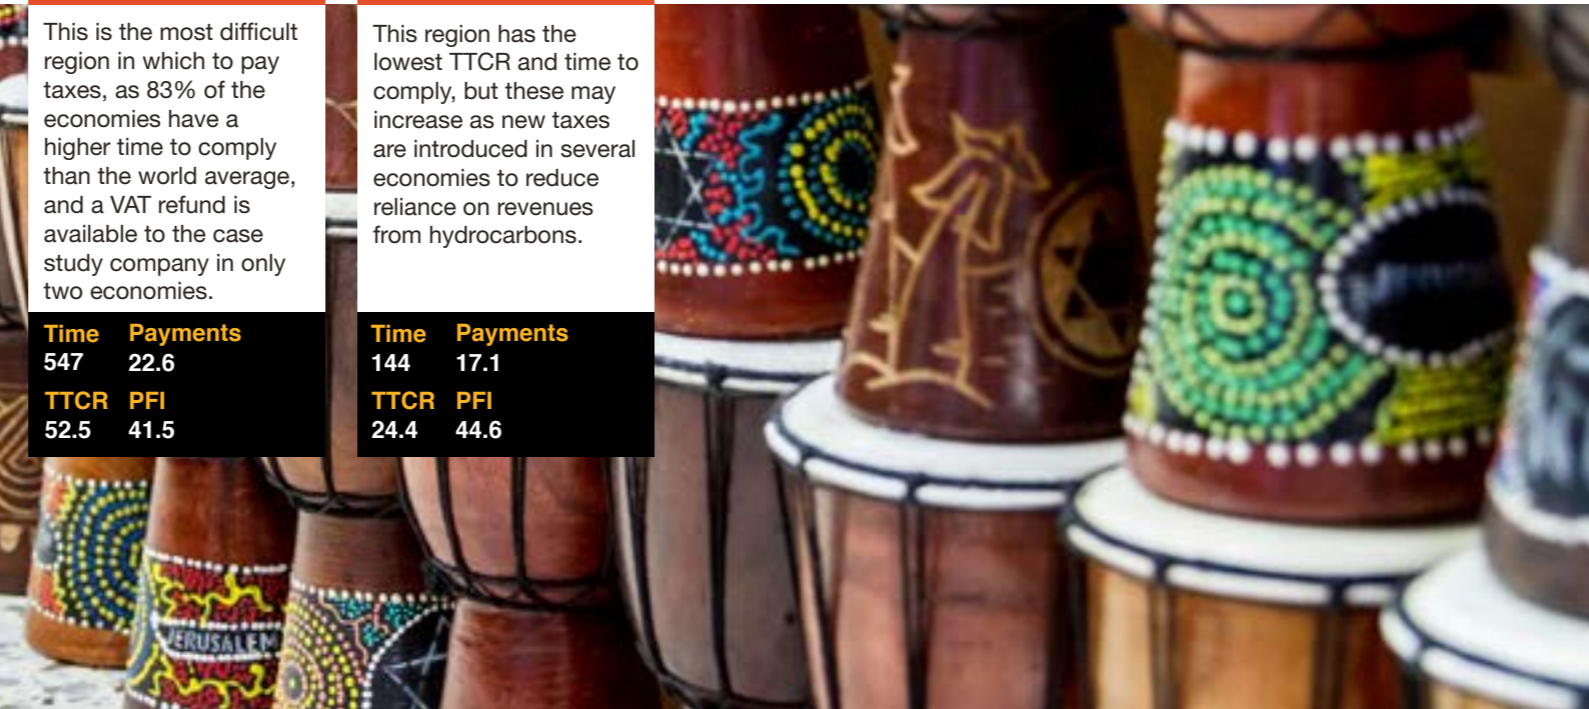 This is the most difficult
region in which to pay
taxes, as 83% of the
economies have a
higher time to comply
than the world average,
and a VAT refund is
available to the case
study company in only
two economies.
Time Payments
547 22.6
TTCR PFI
52.5 41.5
This region has the
lowest TTCR and time to
comply, but these may
increase as new taxes
are introduced in several
economies to reduce
reliance on revenues
from hydrocarbons.
Time Payments
144 17.1
TTCR PFI
24.4 44.6
JERUSALEM